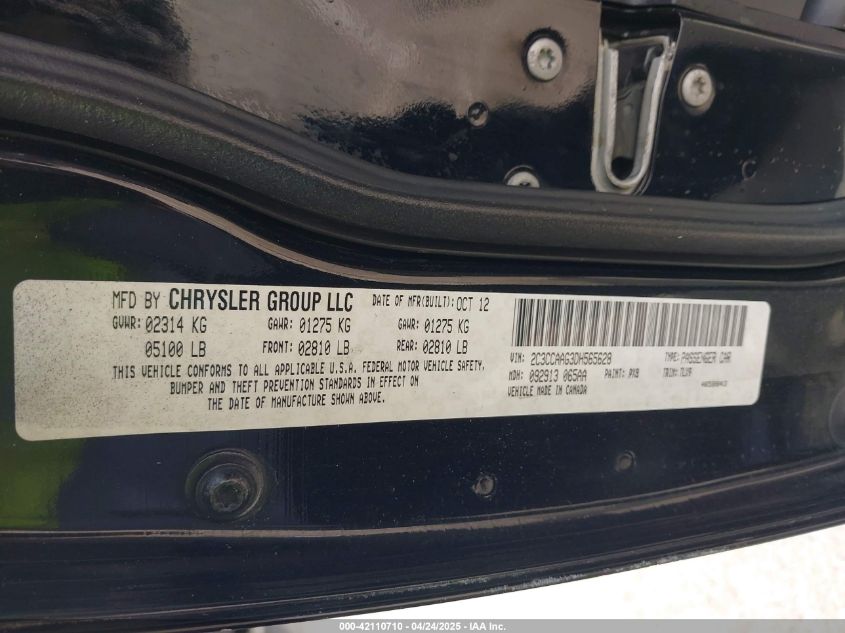 MFD BY CHRYSLER GROUP LLC DATE OF MFR(BUILT): OCT 12
GVWR: 02314 KG GAWR: 01275 KG GAWR: 01275 KG
05100 LB FRONT: 02810 LB REAR: 02810 LB
THIS VEHICLE CONFORMS TO ALL APPLICABLE U.S.A. FEDERAL MOTOR VEHICLE SAFETY,
BUMPER AND THEFT PREVENTION STANDARDS IN EFFECT ON
THE DATE OF MANUFACTURE SHOWN ABOVE.
VIN: 2C3CCAAG3DH565628 TYPE: PASSENGER CAR
MDH: 092913 065AA PAINT: PX8 TRIM: TLX9
VEHICLE MADE IN CANADA
000-42110710 - 04/24/2025 - IAA Inc.